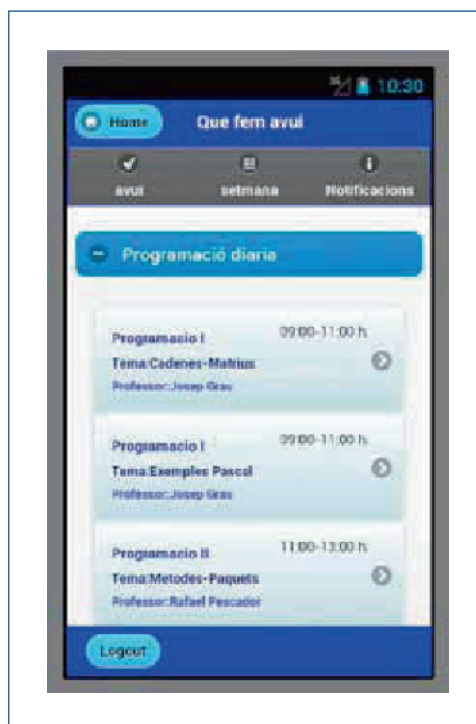 3G 10:30
Home Que fem avui
avui setmana Notificacions
Programació diaria
Programacio I 09:00-11:00 h
Tema:Cadenes-Matrius
Professor:Josep Grau
Programacio I 09:00-11:00 h
Tema:Exemples Pascal
Professor:Josep Grau
Programacio II 11:00-13:00 h
Tema:Metodes-Paquets
Professor:Rafael Pescador
Logout